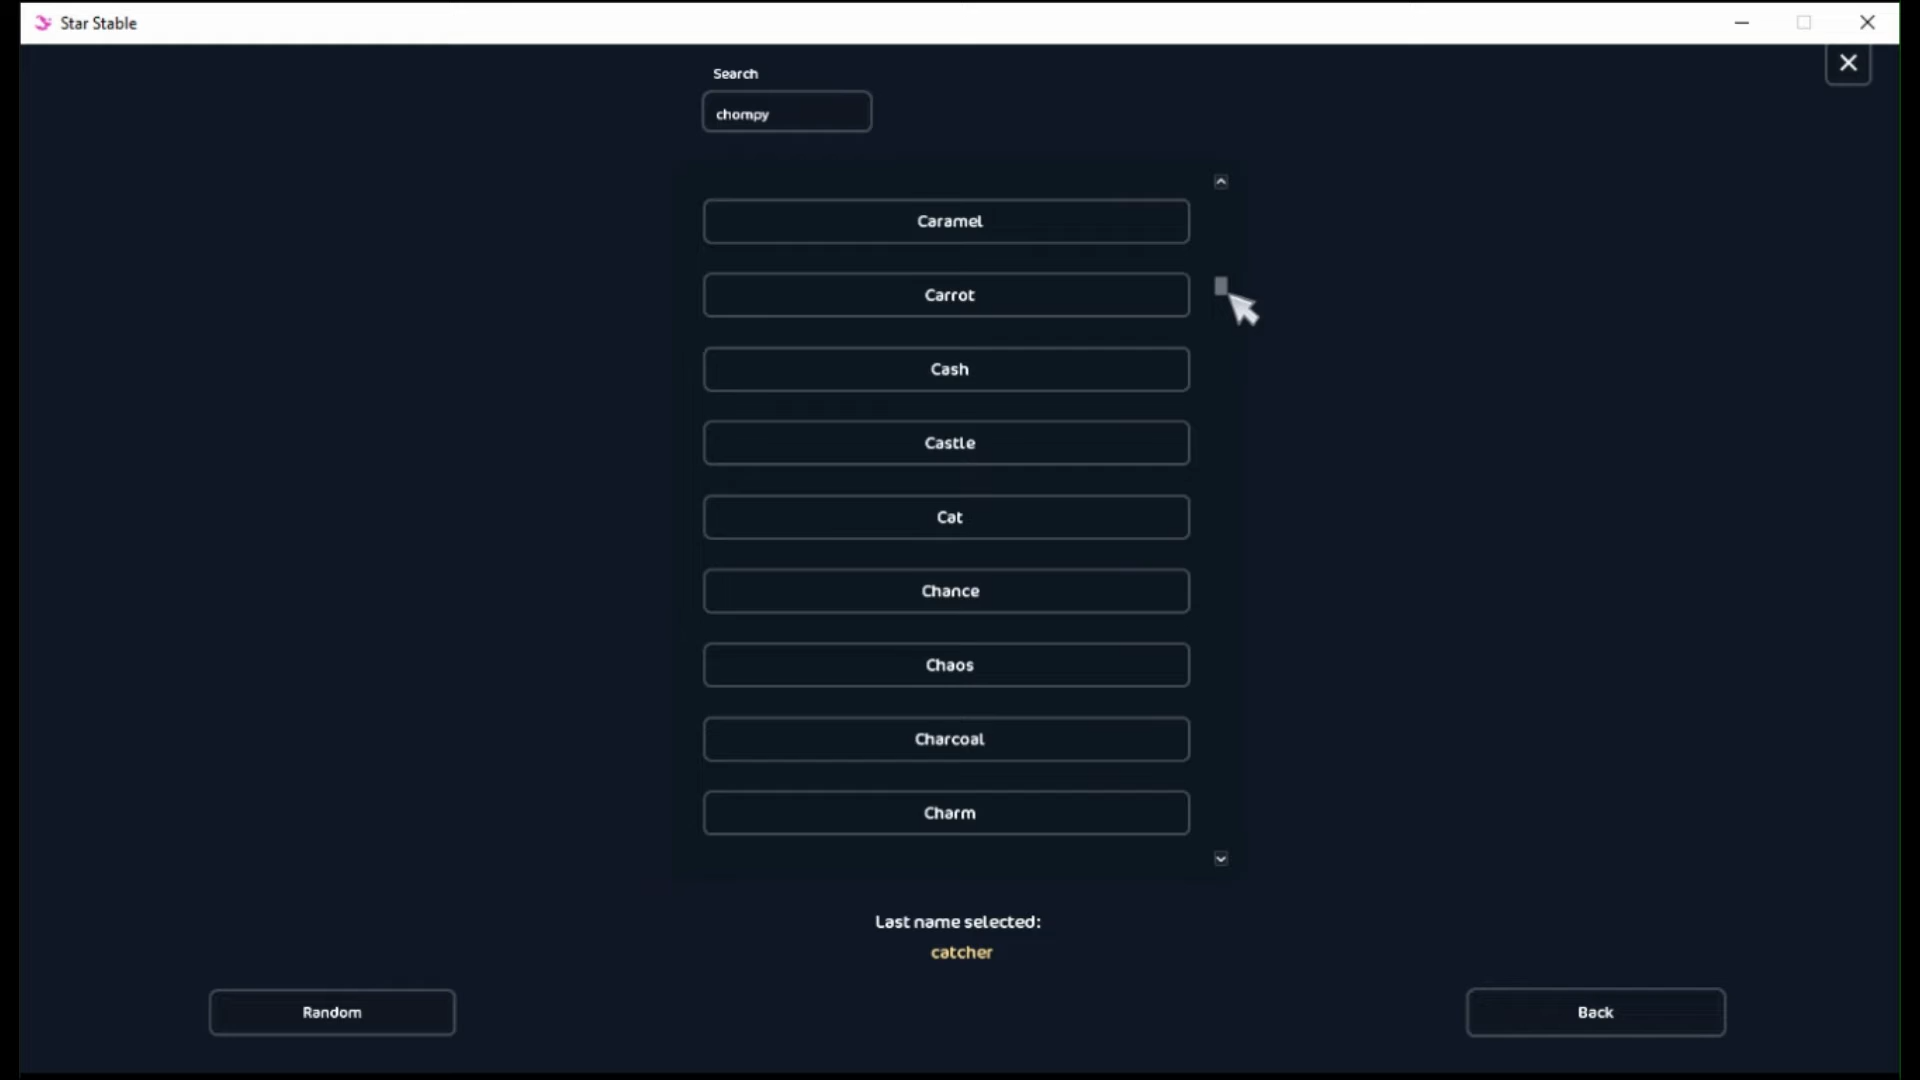 Star Stable
Search
chompy
Caramel
Carrot
Cash
Castle
Cat
Chance
Chaos
Charcoal
Charm
Last name selected:
catcher
Random
Back